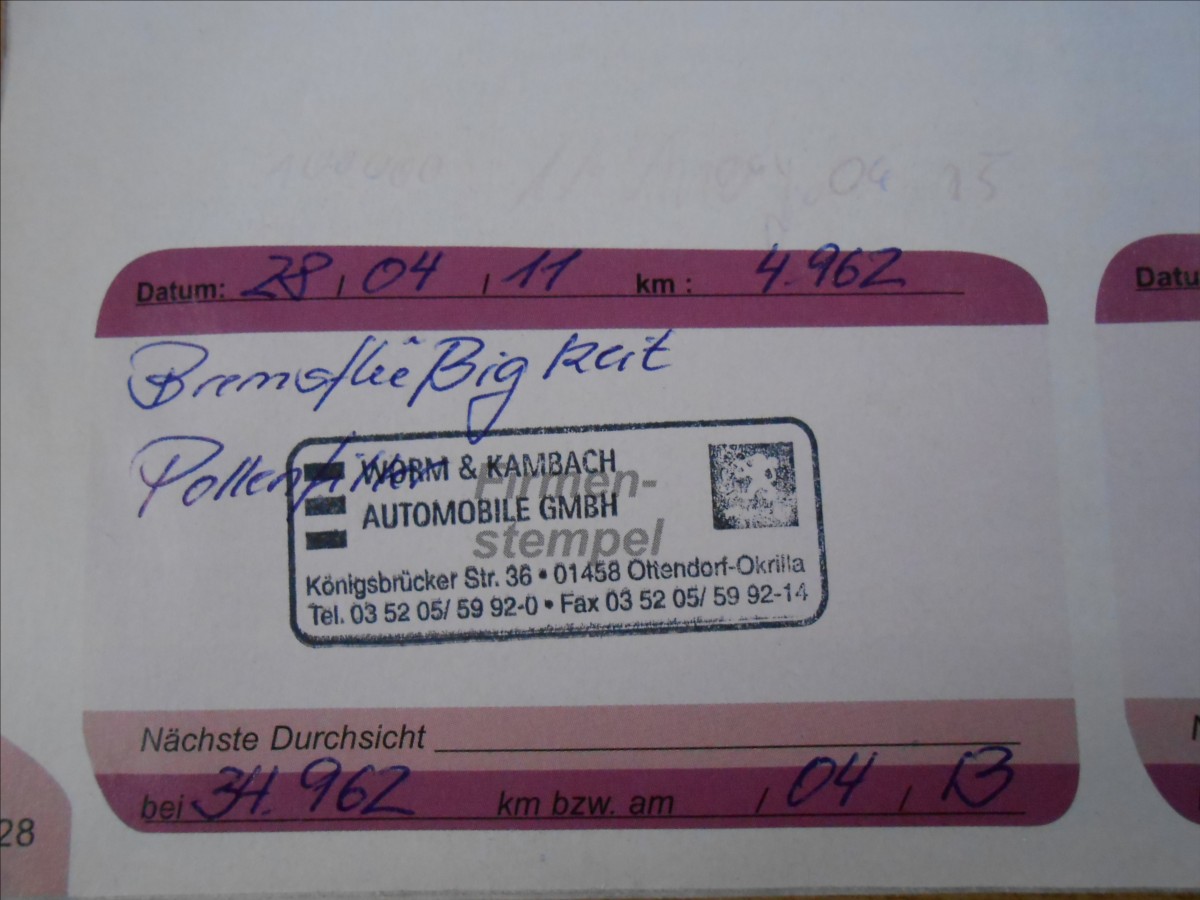 04 15
Datum: 28 / 04 / 11 km : 4.962
Datu
Bremsflüßigkeit
Pollenfilter
WORM & KAMBACH
AUTOMOBILE GMBH
Firmen-
stempel
Königsbrücker Str. 36 • 01458 Ottendorf-Okrilla
Tel. 03 52 05/ 59 92-0 • Fax 03 52 05/ 59 92-14
Nächste Durchsicht
bei 34.962 km bzw. am / 04 / 13
28